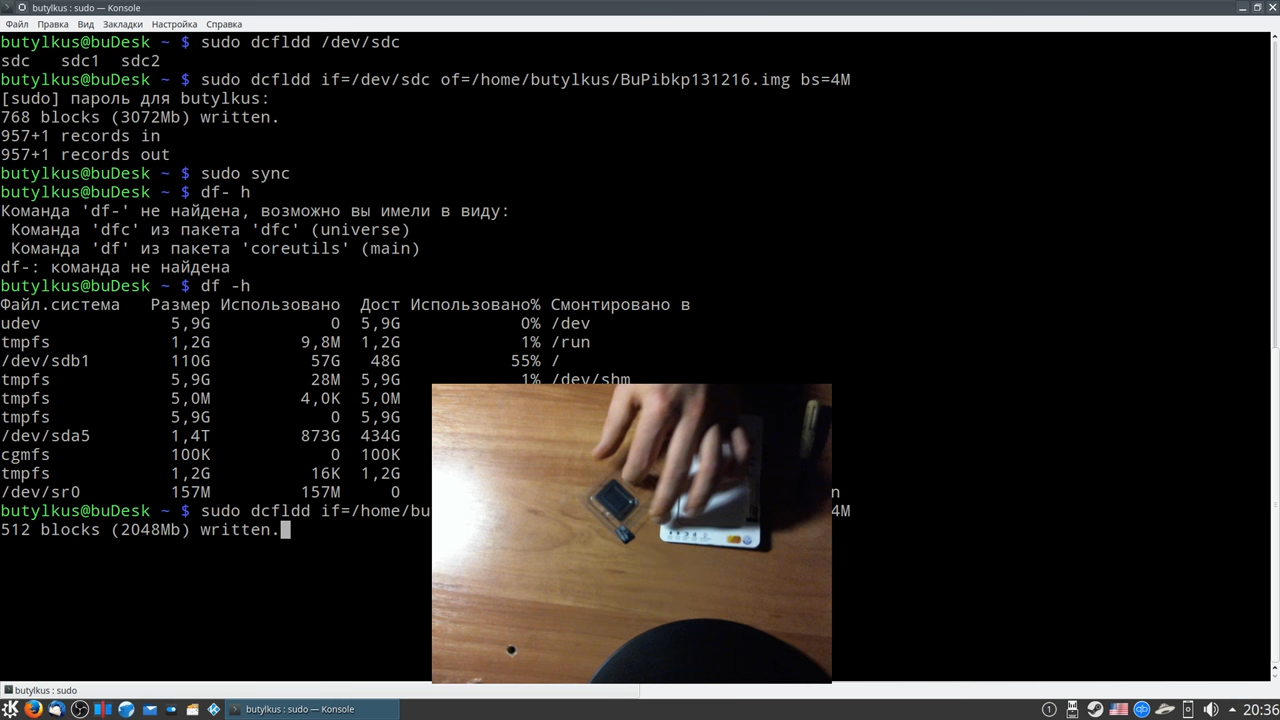 butylkus : sudo — Konsole
Файл Правка Вид Закладки Настройка Справка
butylkus@buDesk ~ $ sudo dcfldd /dev/sdc
sdc sdc1 sdc2
butylkus@buDesk ~ $ sudo dcfldd if=/dev/sdc of=/home/butylkus/BuPibkp131216.img bs=4M
[sudo] пароль для butylkus:
768 blocks (3072Mb) written.
957+1 records in
957+1 records out
butylkus@buDesk ~ $ sudo sync
butylkus@buDesk ~ $ df- h
Команда 'df-' не найдена, возможно вы имели в виду:
Команда 'dfc' из пакета 'dfc' (universe)
Команда 'df' из пакета 'coreutils' (main)
df-: команда не найдена
butylkus@buDesk ~ $ df -h
Файл.система Размер Использовано Дост Использовано% Смонтировано в
udev 5,9G 0 5,9G 0% /dev
tmpfs 1,2G 9,8M 1,2G 1% /run
/dev/sdb1 110G 57G 48G 55% /
tmpfs 5,9G 28M 5,9G 1% /dev/shm
tmpfs 5,0M 4,0K 5,0M
tmpfs 5,9G 0 5,9G
/dev/sda5 1,4T 873G 434G
cgmfs 100K 0 100K
tmpfs 1,2G 16K 1,2G
/dev/sr0 157M 157M 0 n
butylkus@buDesk ~ $ sudo dcfldd if=/home/bu 4M
512 blocks (2048Mb) written.
butylkus : sudo
butylkus : sudo — Konsole
20:36